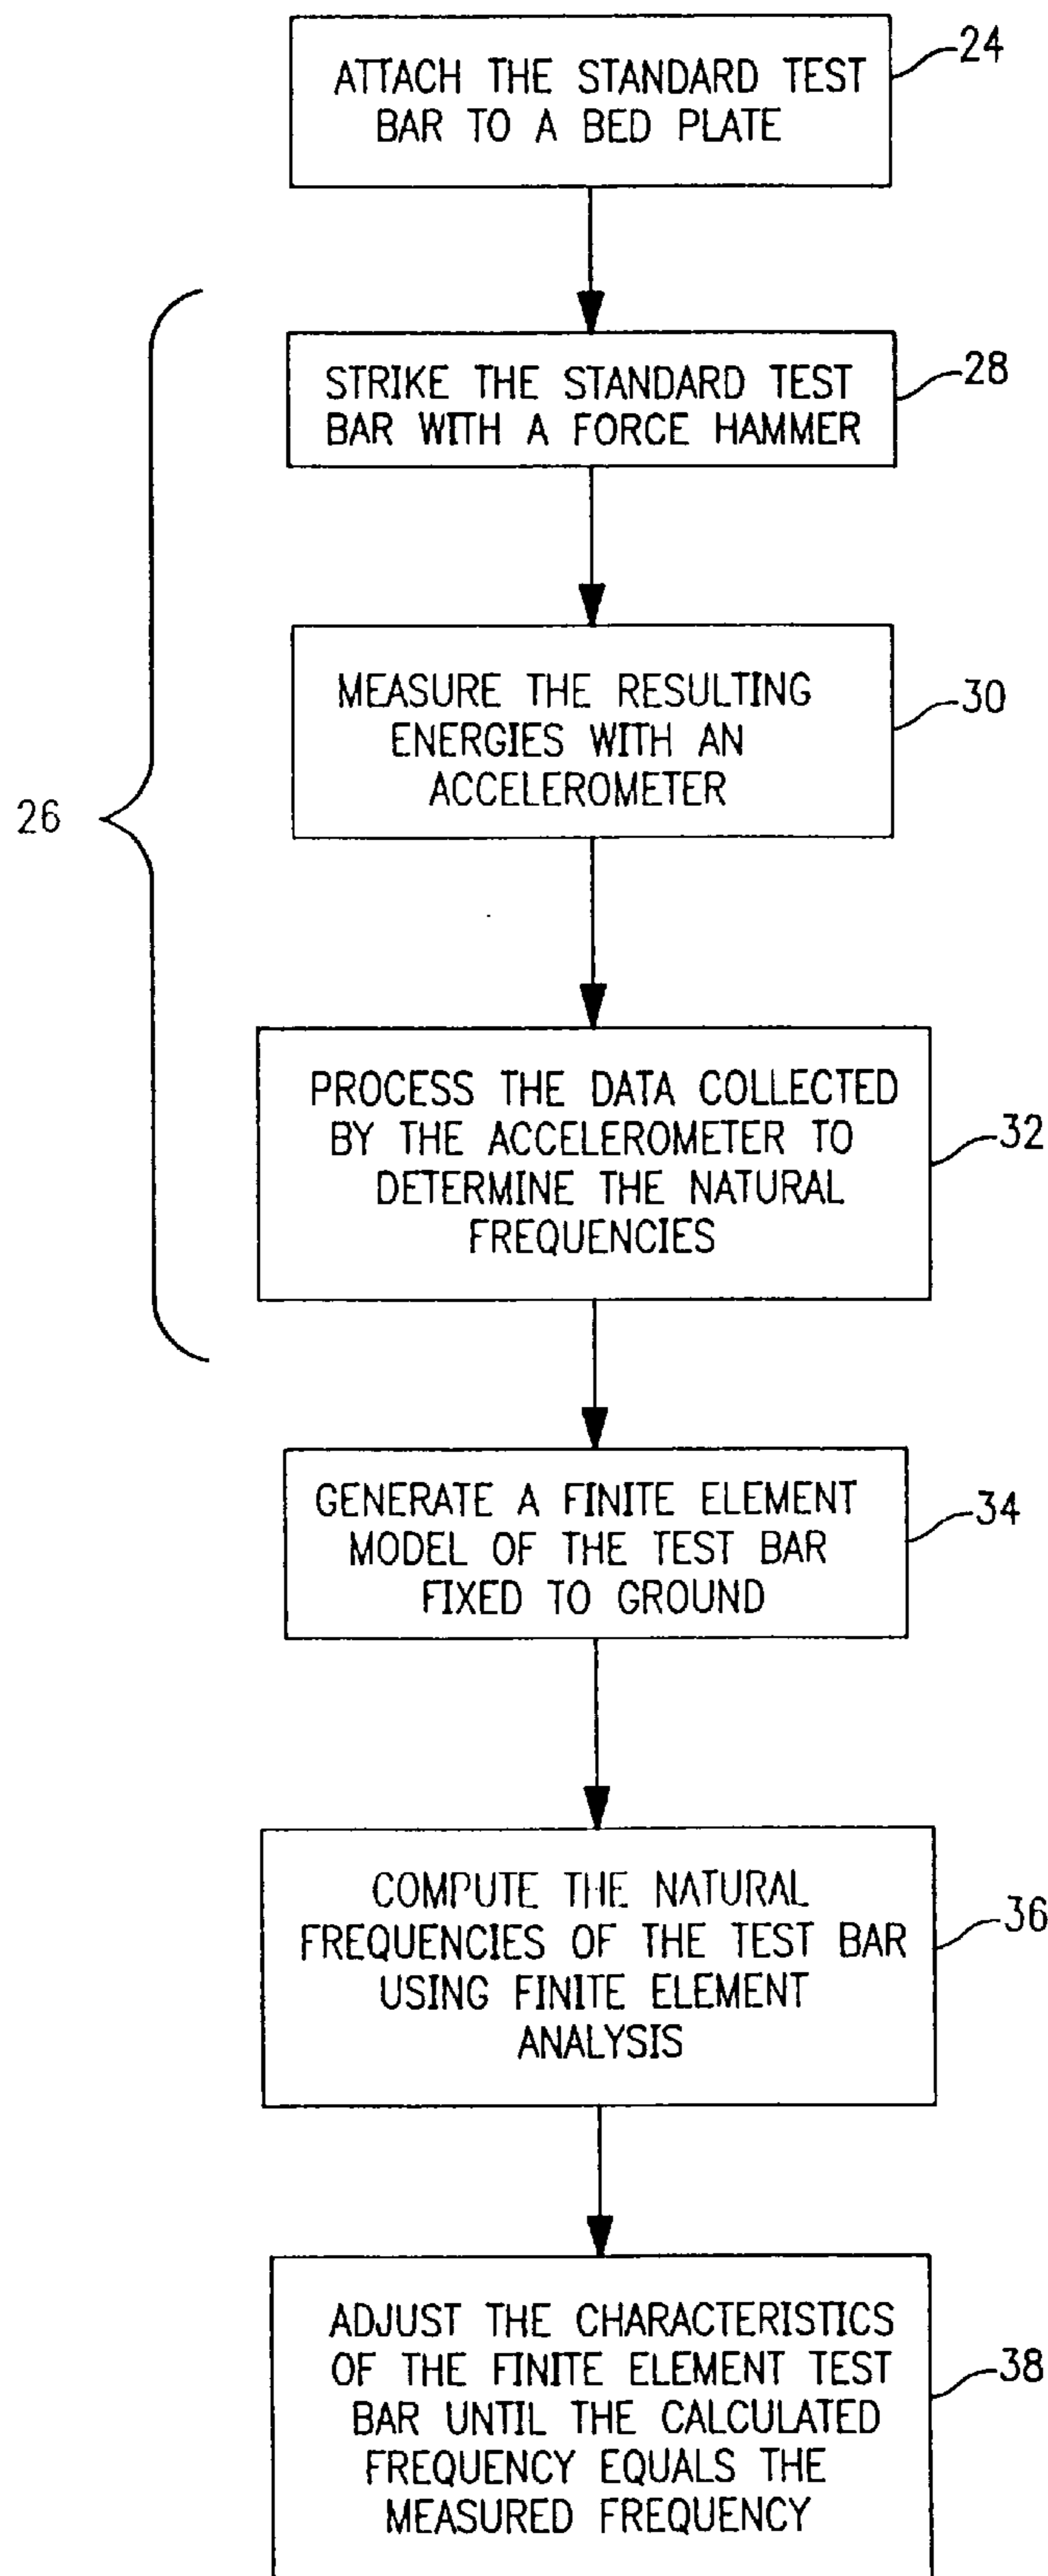 ATTACH THE STANDARD TEST
BAR TO A BED PLATE
24
STRIKE THE STANDARD TEST
BAR WITH A FORCE HAMMER
28
MEASURE THE RESULTING
ENERGIES WITH AN
ACCELEROMETER
30
26
PROCESS THE DATA COLLECTED
BY THE ACCELEROMETER TO
DETERMINE THE NATURAL
FREQUENCIES
32
GENERATE A FINITE ELEMENT
MODEL OF THE TEST BAR
FIXED TO GROUND
34
COMPUTE THE NATURAL
FREQUENCIES OF THE TEST BAR
USING FINITE ELEMENT
ANALYSIS
36
ADJUST THE CHARACTERISTICS
OF THE FINITE ELEMENT TEST
BAR UNTIL THE CALCULATED
FREQUENCY EQUALS THE
MEASURED FREQUENCY
38